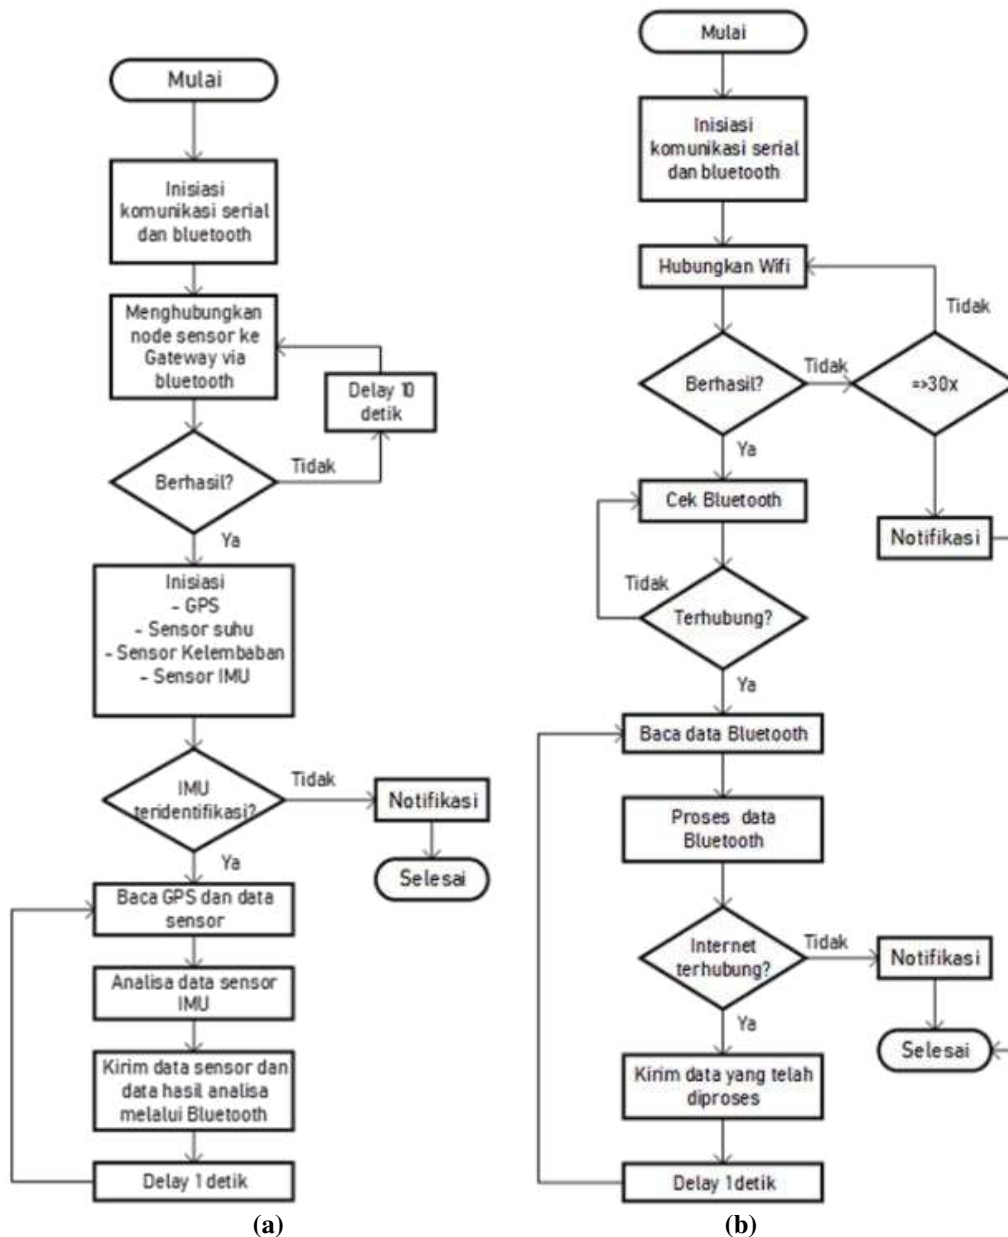 Mulai
Inisiasi
komunikasi serial
dan bluetooth
Menghubungkan
node sensor ke
Gateway via
bluetooth
Delay 10
detik
Berhasil?
Tidak
Ya
Inisiasi
- GPS
- Sensor suhu
- Sensor Kelembaban
- Sensor IMU
IMU
teridentifikasi?
Tidak
Notifikasi
Selesai
Ya
Baca GPS dan data
sensor
Analisa data sensor
IMU
Kirim data sensor dan
data hasil analisa
melalui Bluetooth
Delay 1 detik
(a)
Mulai
Inisiasi
komunikasi serial
dan bluetooth
Hubungkan Wifi
Tidak
Berhasil?
Tidak
=>30x
Ya
Notifikasi
Cek Bluetooth
Tidak
Terhubung?
Ya
Baca data Bluetooth
Proses data
Bluetooth
Internet
terhubung?
Tidak
Notifikasi
Selesai
Ya
Kirim data yang telah
diproses
Delay 1 detik
(b)